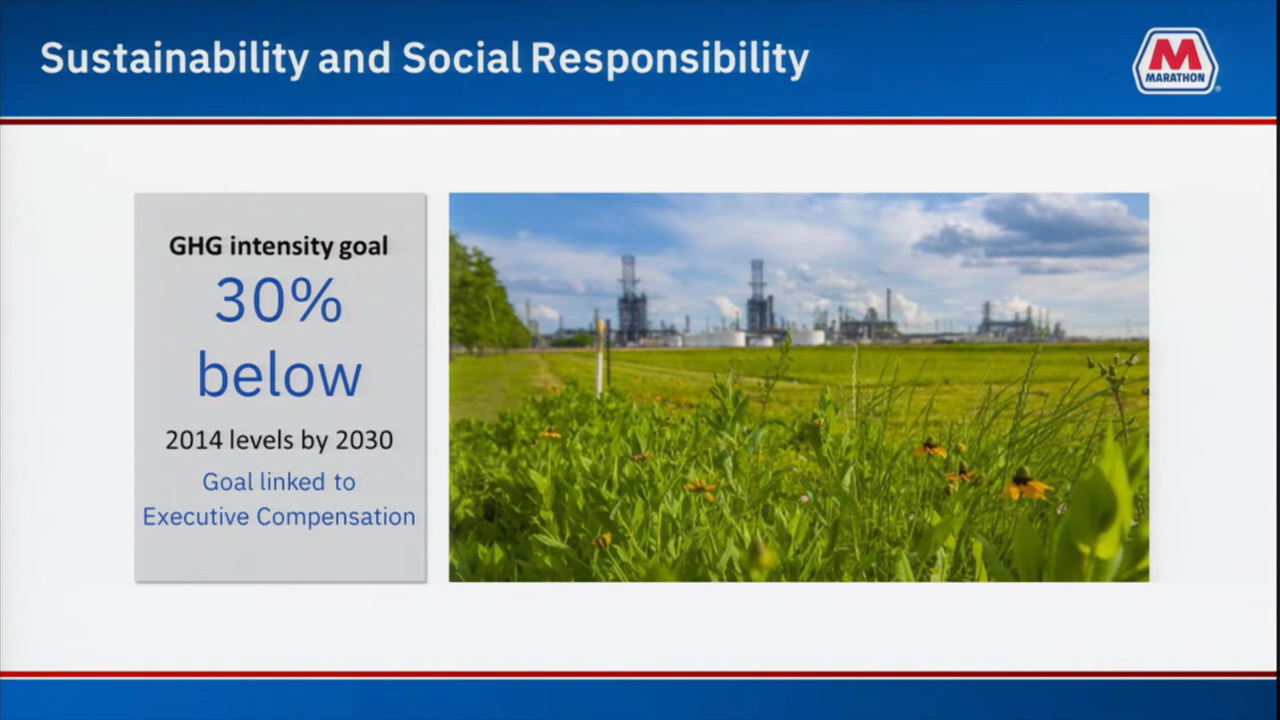 Sustainability and Social Responsibility
M
MARATHON
®
GHG intensity goal
30%
below
2014 levels by 2030
Goal linked to
Executive Compensation